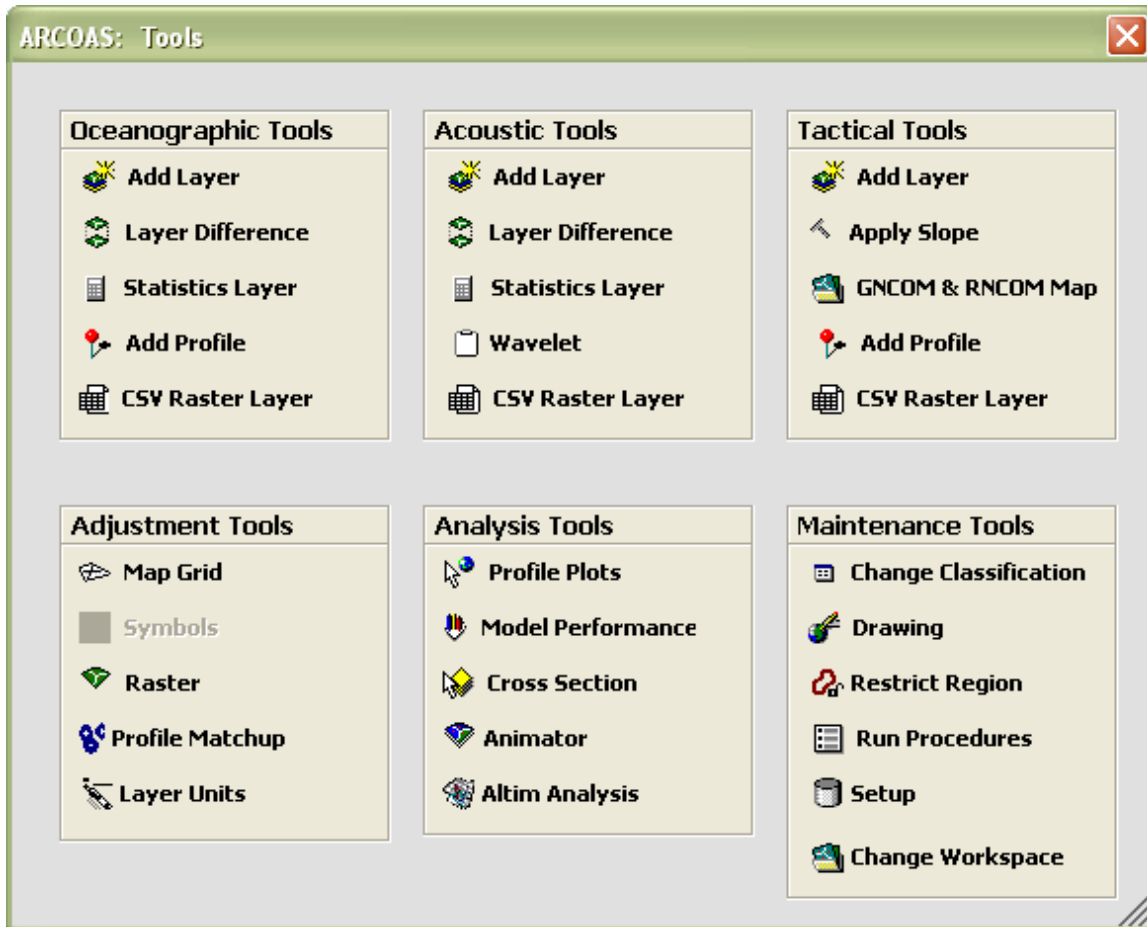 ARCOAS: Tools
Oceanographic Tools
Add Layer
Layer Difference
Statistics Layer
Add Profile
CSV Raster Layer
Acoustic Tools
Add Layer
Layer Difference
Statistics Layer
Wavelet
CSV Raster Layer
Tactical Tools
Add Layer
Apply Slope
GNCOM & RNCOM Map
Add Profile
CSV Raster Layer
Adjustment Tools
Map Grid
Symbols
Raster
Profile Matchup
Layer Units
Analysis Tools
Profile Plots
Model Performance
Cross Section
Animator
Altim Analysis
Maintenance Tools
Change Classification
Drawing
Restrict Region
Run Procedures
Setup
Change Workspace